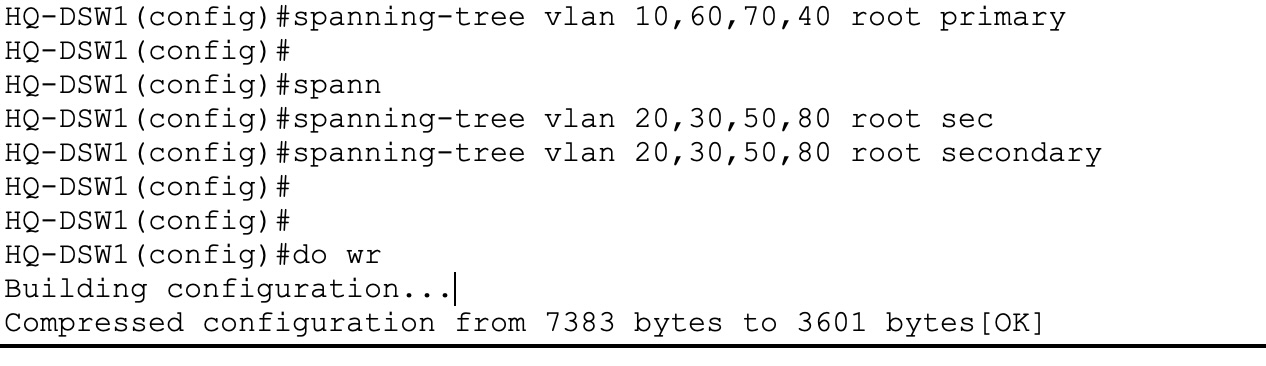 HQ-DSW1(config)#spanning-tree vlan 10,60,70,40 root primary
HQ-DSW1(config)#
HQ-DSW1(config)#spann
HQ-DSW1(config)#spanning-tree vlan 20,30,50,80 root sec
HQ-DSW1(config)#spanning-tree vlan 20,30,50,80 root secondary
HQ-DSW1(config)#
HQ-DSW1(config)#
HQ-DSW1(config)#do wr
Building configuration...
Compressed configuration from 7383 bytes to 3601 bytes[OK]